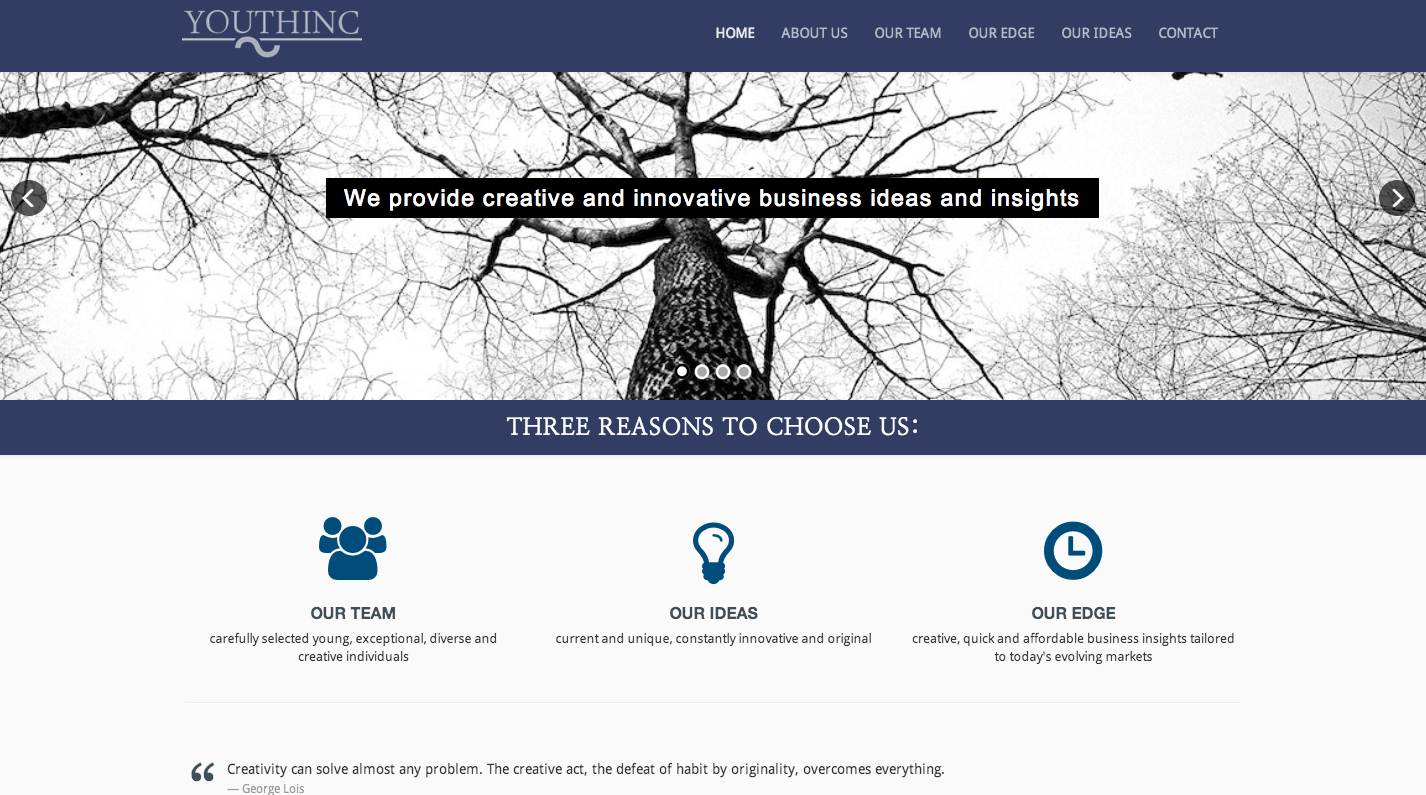 YOUTHINC
HOME ABOUT US OUR TEAM OUR EDGE OUR IDEAS CONTACT
We provide creative and innovative business ideas and insights
THREE REASONS TO CHOOSE US:
OUR TEAM
carefully selected young, exceptional, diverse and
creative individuals
OUR IDEAS
current and unique, constantly innovative and original
OUR EDGE
creative, quick and affordable business insights tailored
to today's evolving markets
“ Creativity can solve almost any problem. The creative act, the defeat of habit by originality, overcomes everything.
— George Lois